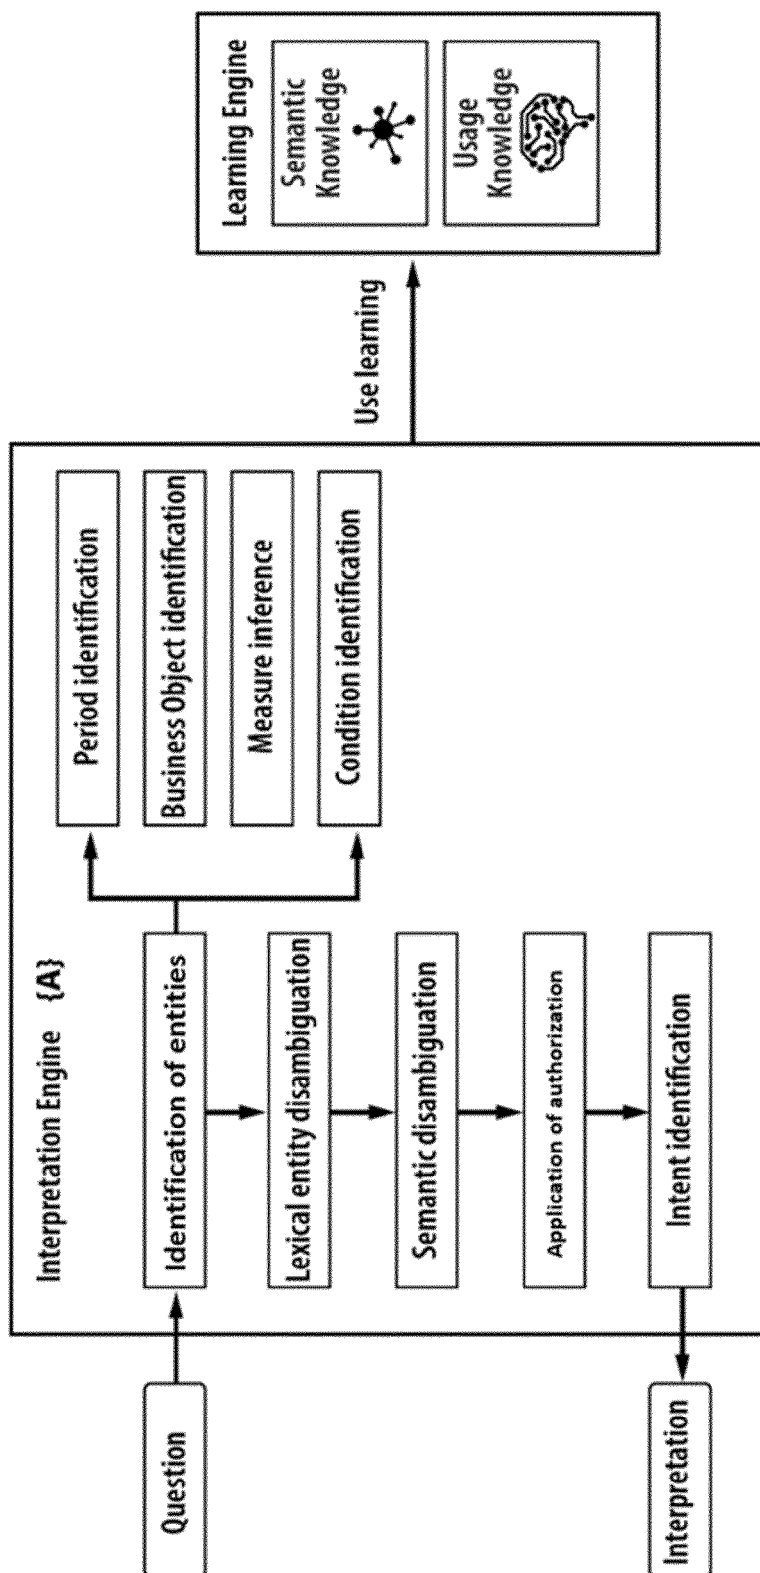 Interpretation Engine {A}
Question
Identification of entities
Lexical entity disambiguation
Semantic disambiguation
Application of authorization
Intent identification
Interpretation
Period identification
Business Object identification
Measure inference
Condition identification
Use learning
Learning Engine
Semantic
Knowledge
Usage
Knowledge